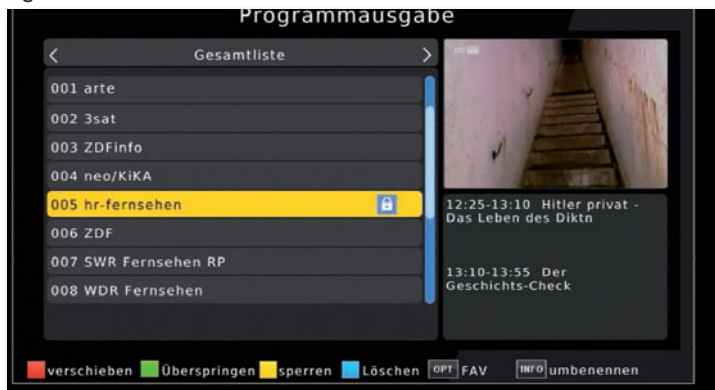 Programmausgabe
Gesamtliste
001 arte
002 3sat
003 ZDFinfo
004 neo/KiKA
005 hr-fernsehen
006 ZDF
007 SWR Fernsehen RP
008 WDR Fernsehen
12:25-13:10 Hitler privat -
Das Leben des Diktn
13:10-13:55 Der
Geschichts-Check
verschieben Überspringen sperren Löschen OPT FAV INFO umbenennen